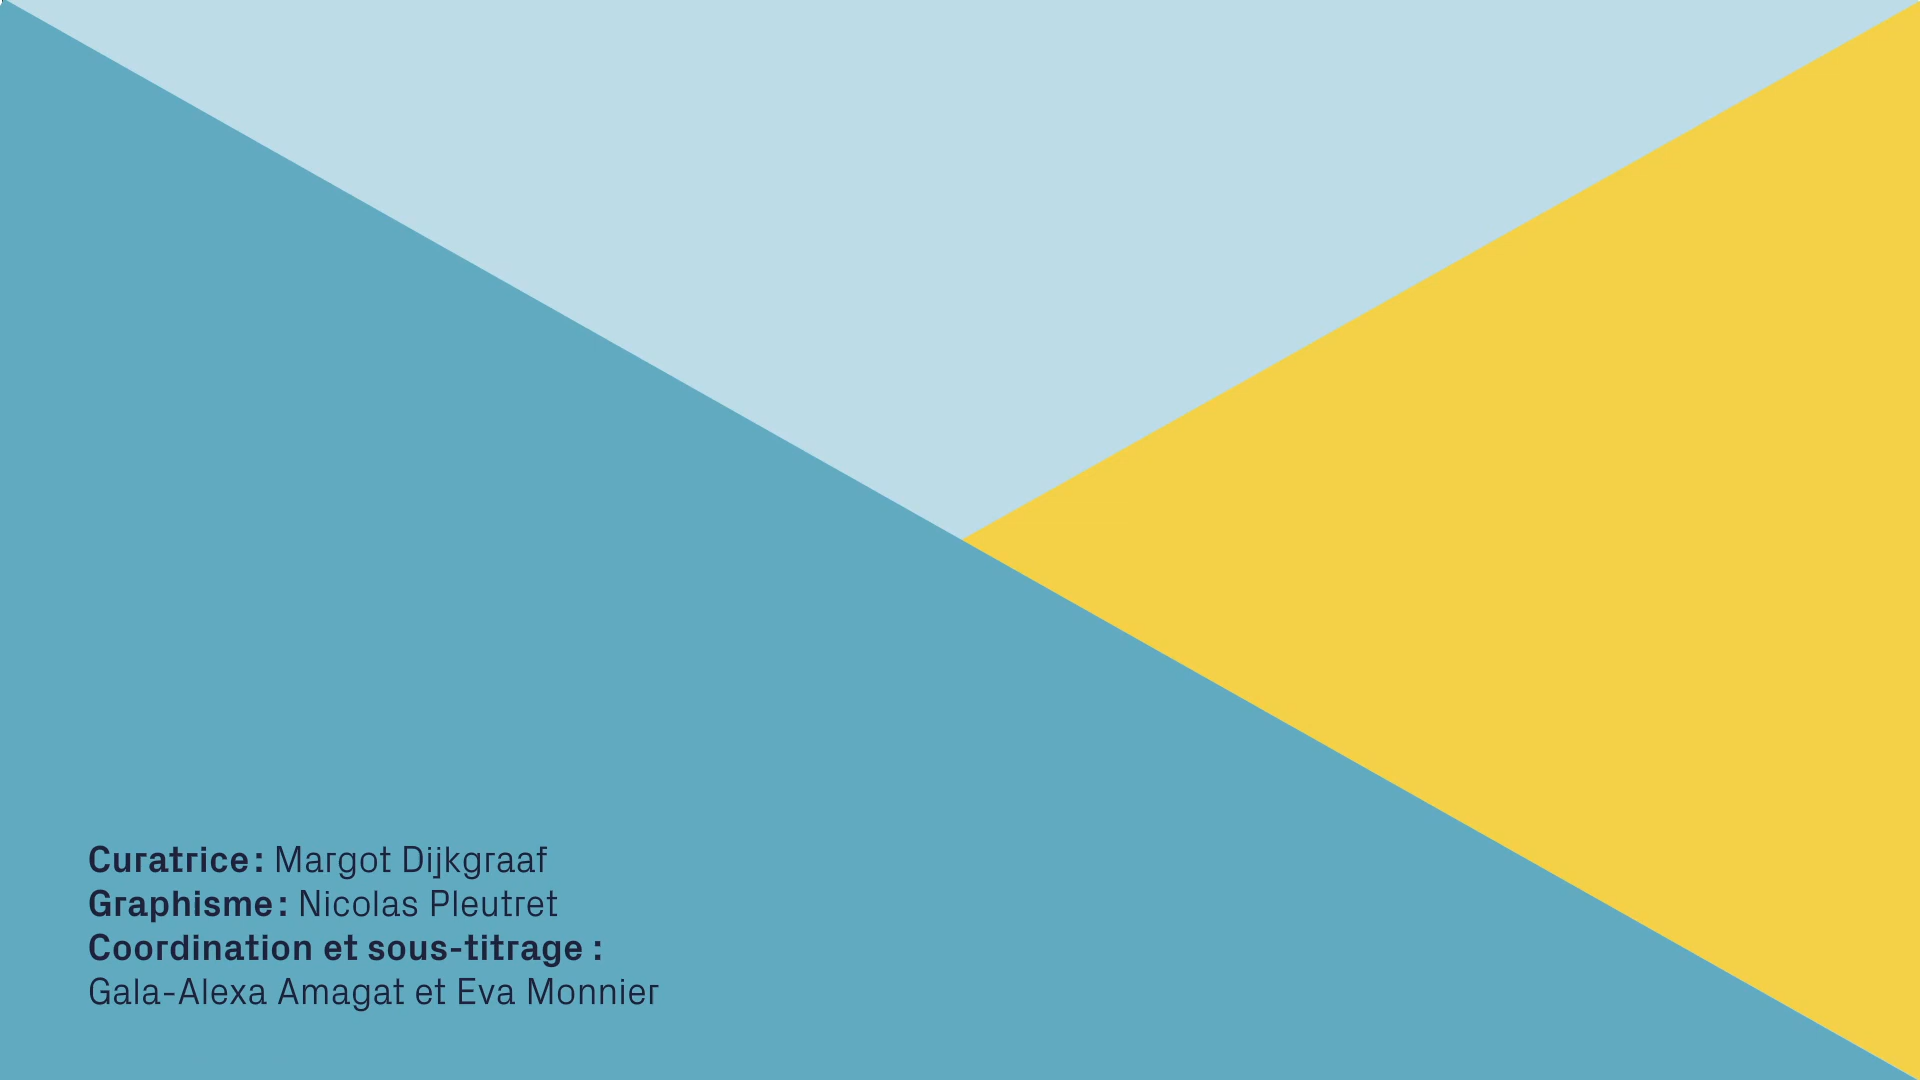 Curatrice : Margot Dijkgraaf
Graphisme : Nicolas Pleutret
Coordination et sous-titrage :
Gala-Alexa Amagat et Eva Monnier